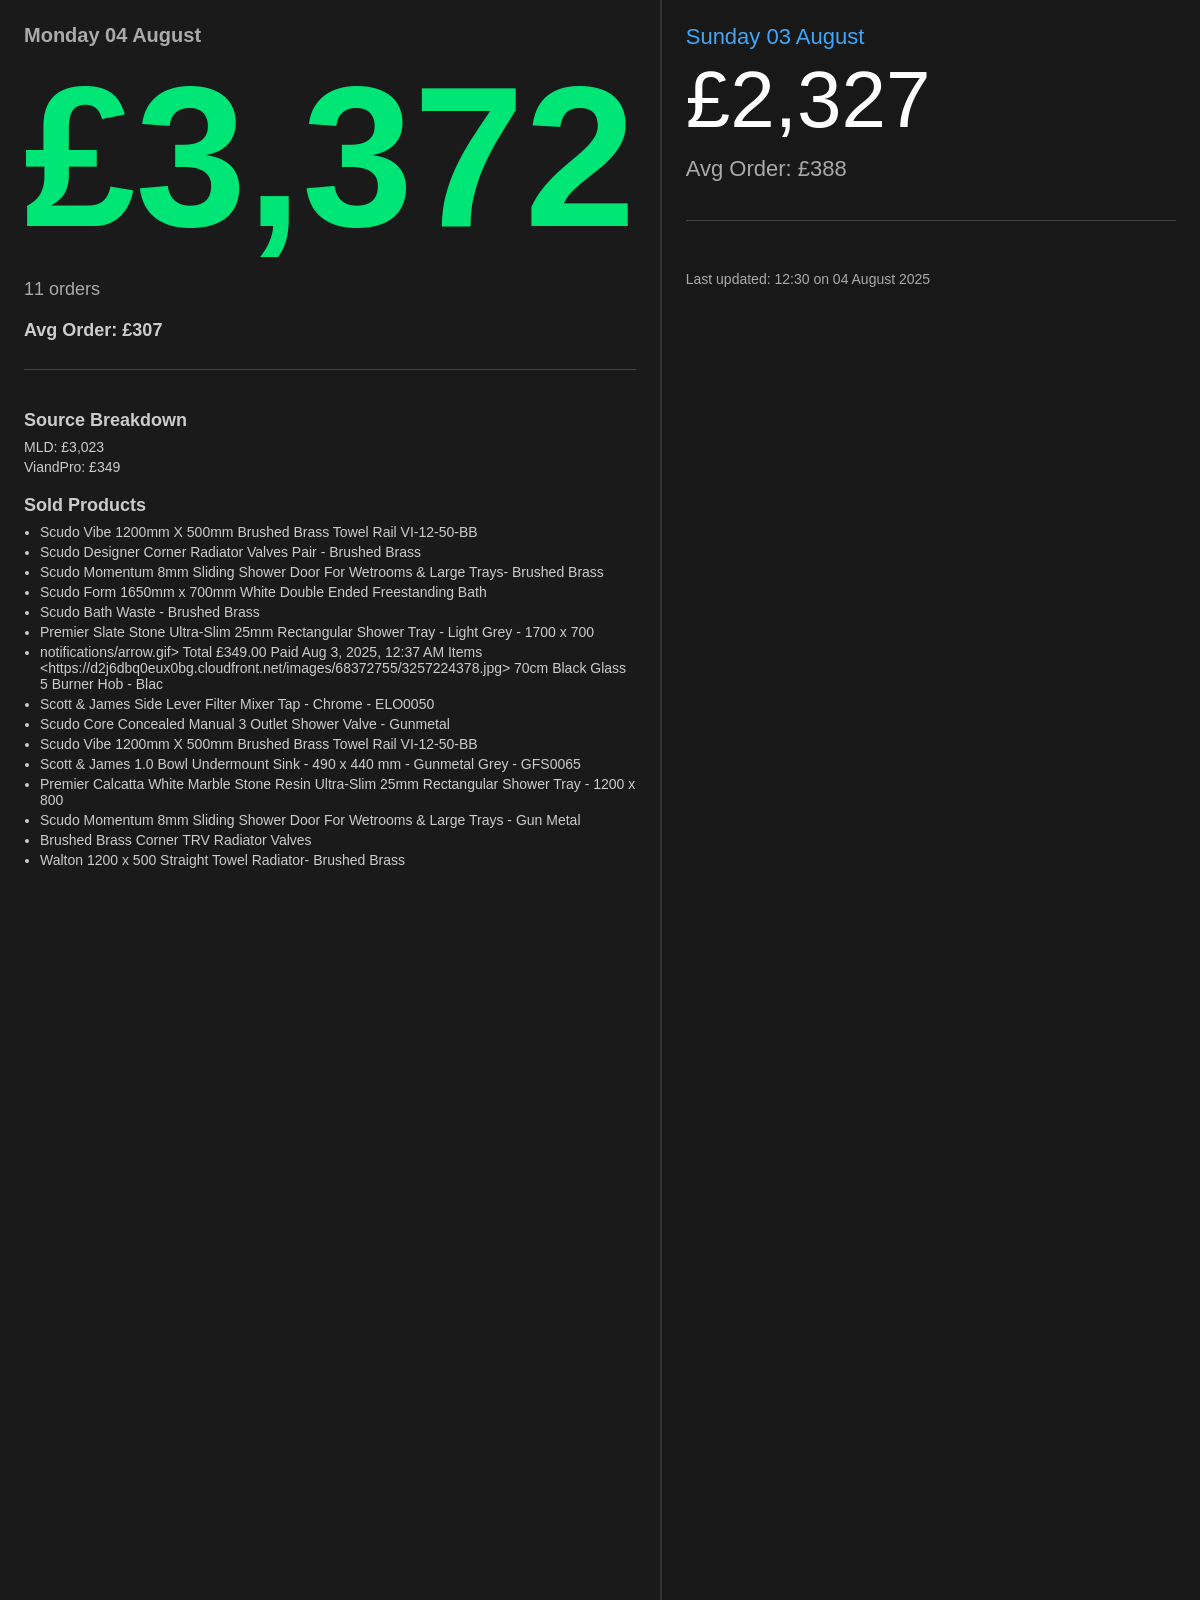 Monday 04 August
£3,372
11 orders
Avg Order: £307
Source Breakdown
MLD: £3,023
ViandPro: £349
Sold Products
• Scudo Vibe 1200mm X 500mm Brushed Brass Towel Rail VI-12-50-BB
• Scudo Designer Corner Radiator Valves Pair - Brushed Brass
• Scudo Momentum 8mm Sliding Shower Door For Wetrooms & Large Trays- Brushed Brass
• Scudo Form 1650mm x 700mm White Double Ended Freestanding Bath
• Scudo Bath Waste - Brushed Brass
• Premier Slate Stone Ultra-Slim 25mm Rectangular Shower Tray - Light Grey - 1700 x 700
• notifications/arrow.gif> Total £349.00 Paid Aug 3, 2025, 12:37 AM Items
<https://d2j6dbq0eux0bg.cloudfront.net/images/68372755/3257224378.jpg> 70cm Black Glass
5 Burner Hob - Blac
• Scott & James Side Lever Filter Mixer Tap - Chrome - ELO0050
• Scudo Core Concealed Manual 3 Outlet Shower Valve - Gunmetal
• Scudo Vibe 1200mm X 500mm Brushed Brass Towel Rail VI-12-50-BB
• Scott & James 1.0 Bowl Undermount Sink - 490 x 440 mm - Gunmetal Grey - GFS0065
• Premier Calcatta White Marble Stone Resin Ultra-Slim 25mm Rectangular Shower Tray - 1200 x
800
• Scudo Momentum 8mm Sliding Shower Door For Wetrooms & Large Trays - Gun Metal
• Brushed Brass Corner TRV Radiator Valves
• Walton 1200 x 500 Straight Towel Radiator- Brushed Brass
Sunday 03 August
£2,327
Avg Order: £388
Last updated: 12:30 on 04 August 2025